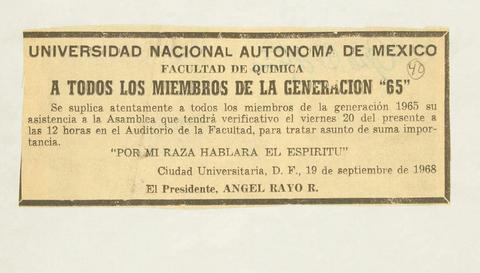 UNIVERSIDAD NACIONAL AUTONOMA DE MEXICO
FACULTAD DE QUIMICA
A TODOS LOS MIEMBROS DE LA GENERACION "65"
Se suplica atentamente a todos los miembros de la generación 1965 su
asistencia a la Asamblea que tendrá verificativo el viernes 20 del presente a
las 12 horas en el Auditorio de la Facultad, para tratar asunto de suma impor-
tancia.
"POR MI RAZA HABLARA EL ESPIRITU"
Ciudad Universitaria, D. F., 19 de septiembre de 1968
El Presidente, ANGEL RAYO R.